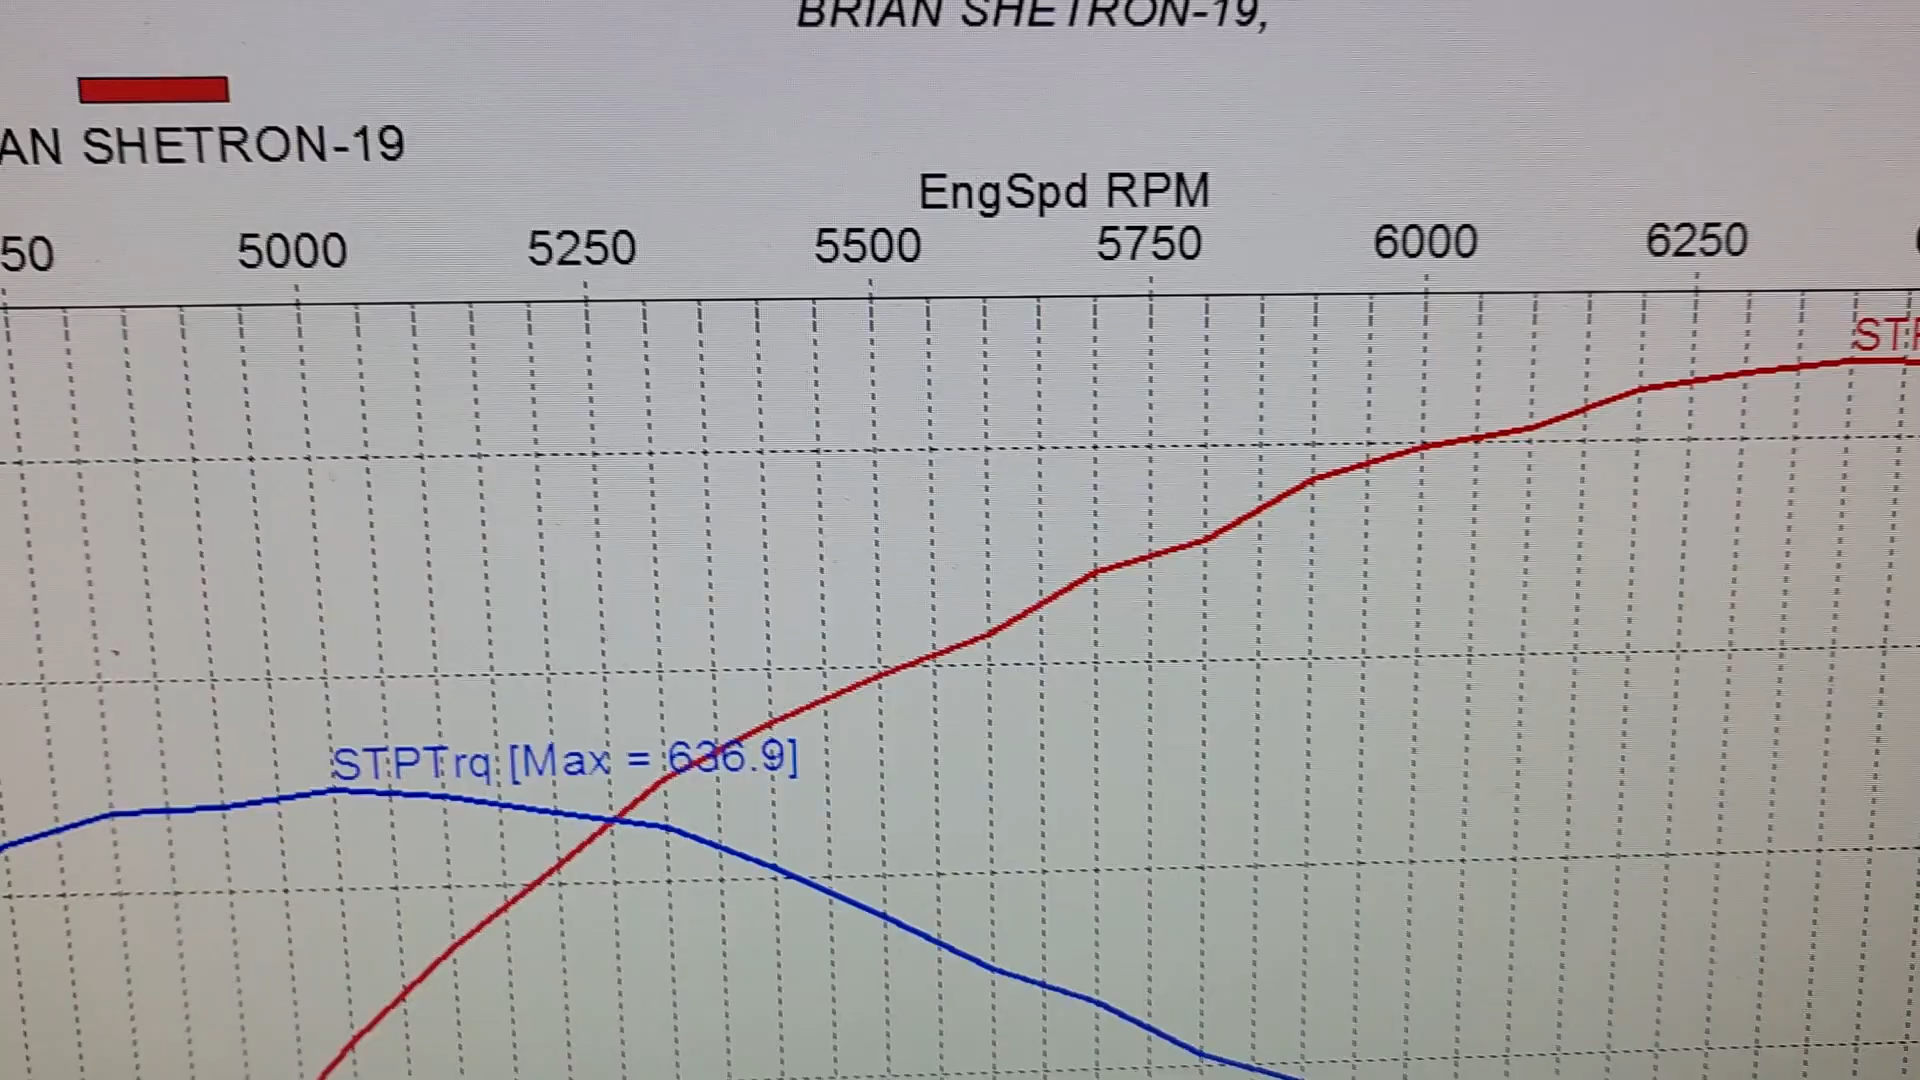 BRIAN SHETRON-19,
AN SHETRON-19
EngSpd RPM
50 5000 5250 5500 5750 6000 6250
STP
STPTrq [Max = 636.9]